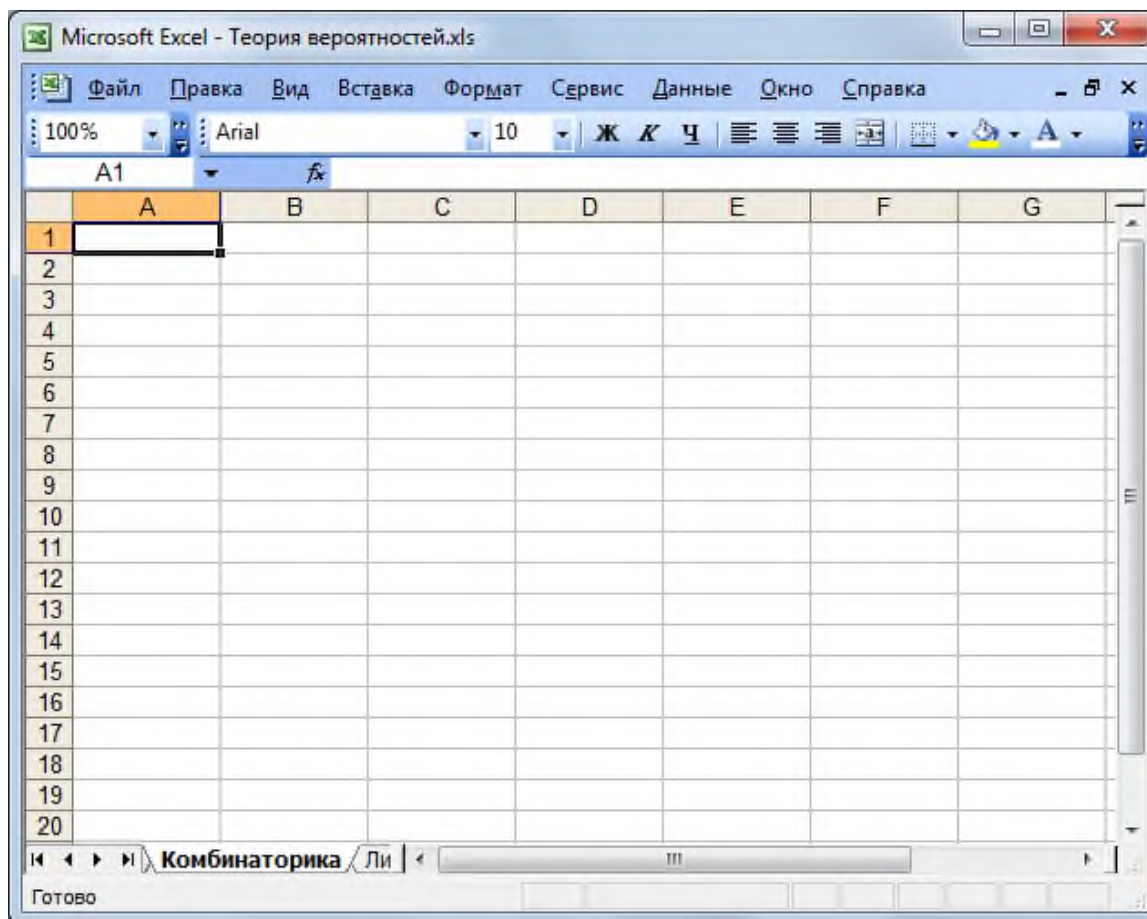 Microsoft Excel - Теория вероятностей.xls
Файл Правка Вид Вставка Формат Сервис Данные Окно Справка
100% Arial 10 Ж К Ч A
A1 fx
A B C D E F G
1
2
3
4
5
6
7
8
9
10
11
12
13
14
15
16
17
18
19
20
Комбинаторика Ли
Готово